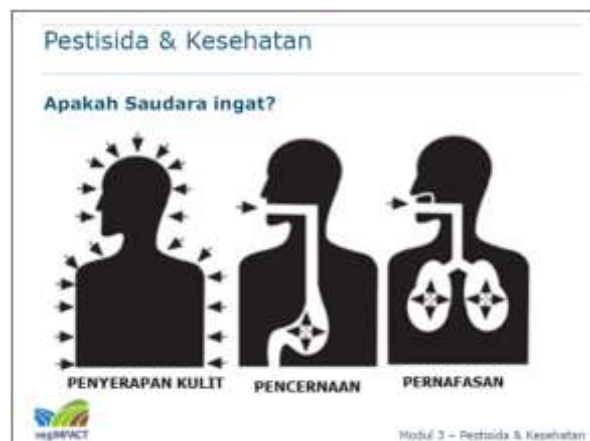 Pestisida & Kesehatan
Apakah Saudara ingat?
PENYERAPAN KULIT
PENCERNAAN
PERNAFASAN
vegIMPACT
Modul 3 – Pestisida & Kesehatan